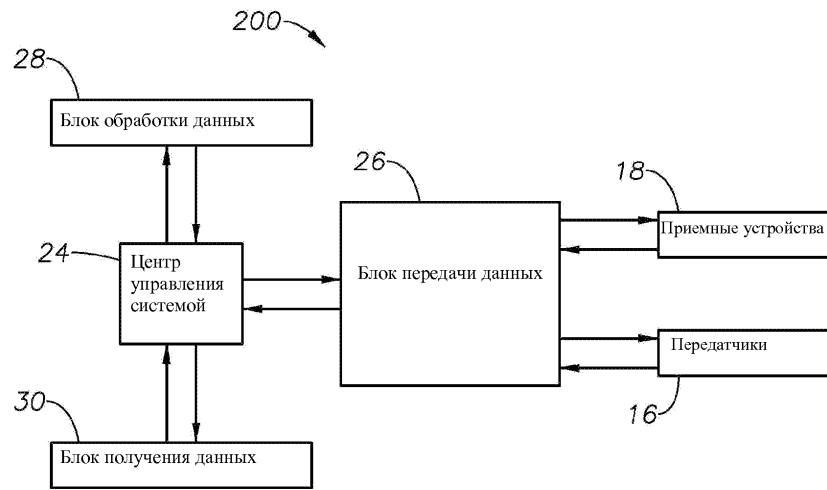 200
28
Блок обработки данных
26
18
Приемные устройства
24
Центр
управления
системой
Блок передачи данных
Передатчики
16
30
Блок получения данных